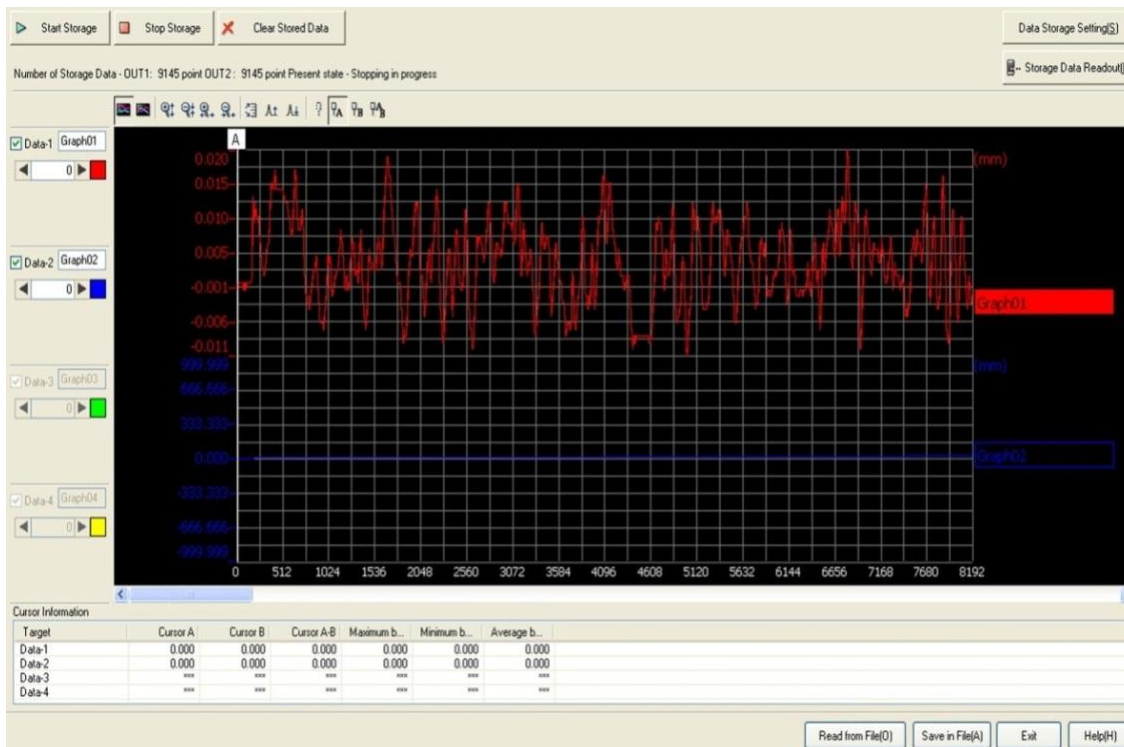 Start Storage Stop Storage Clear Stored Data Data Storage Setting(S)
Number of Storage Data - OUT1: 9145 point OUT2 : 9145 point Present state - Stopping in progress
Storage Data Readout(
Data-1 Graph01
0
Data-2 Graph02
0
Data-3 Graph03
0
Data-4 Graph04
0
A
A B A B
0.020 (mm)
0.015
0.010
0.005
-0.001
Graph01
-0.006
-0.011
999.999 (mm)
666.666
333.333
0.000 Graph02
-333.333
-666.666
-999.999
0 512 1024 1536 2048 2560 3072 3584 4096 4608 5120 5632 6144 6656 7168 7680 8192
Cursor Information
Target Cursor A Cursor B Cursor A-B Maximum b... Minimum b... Average b...
Data-1 0.000 0.000 0.000 0.000 0.000 0.000
Data-2 0.000 0.000 0.000 0.000 0.000 0.000
Data-3 *** *** *** *** *** ***
Data-4 *** *** *** *** *** ***
Read from File(O) Save in File(A) Exit Help(H)